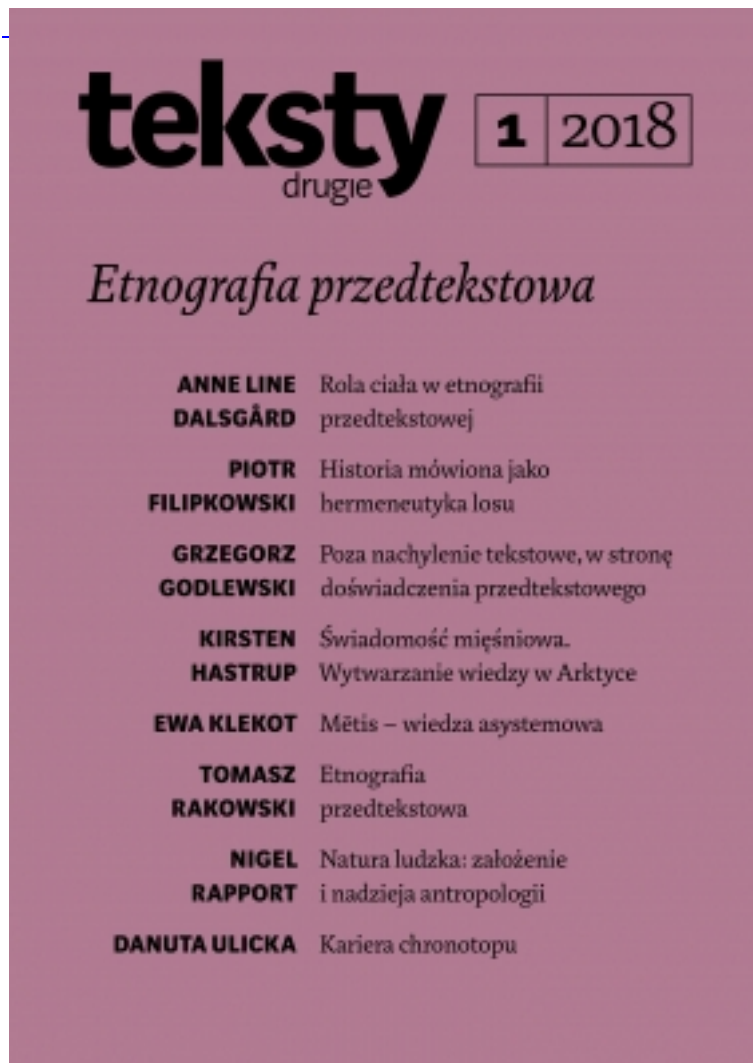 teksty
drugie
1 2018
Etnografia przedtekstowa
ANNE LINE Rola ciała w etnografii
DALSGÅRD przedtekstowej
PIOTR Historia mówiona jako
FILIPKOWSKI hermeneutyka losu
GRZEGORZ Poza nachylenie tekstowe, w stronę
GODLEWSKI doświadczenia przedtekstowego
KIRSTEN Świadomość mięśniowa.
HASTRUP Wytwarzanie wiedzy w Arktyce
EWA KLEKOT Mētis – wiedza asystemowa
TOMASZ Etnografia
RAKOWSKI przedtekstowa
NIGEL Natura ludzka: założenie
RAPPORT i nadzieja antropologii
DANUTA ULICKA Kariera chronotopu